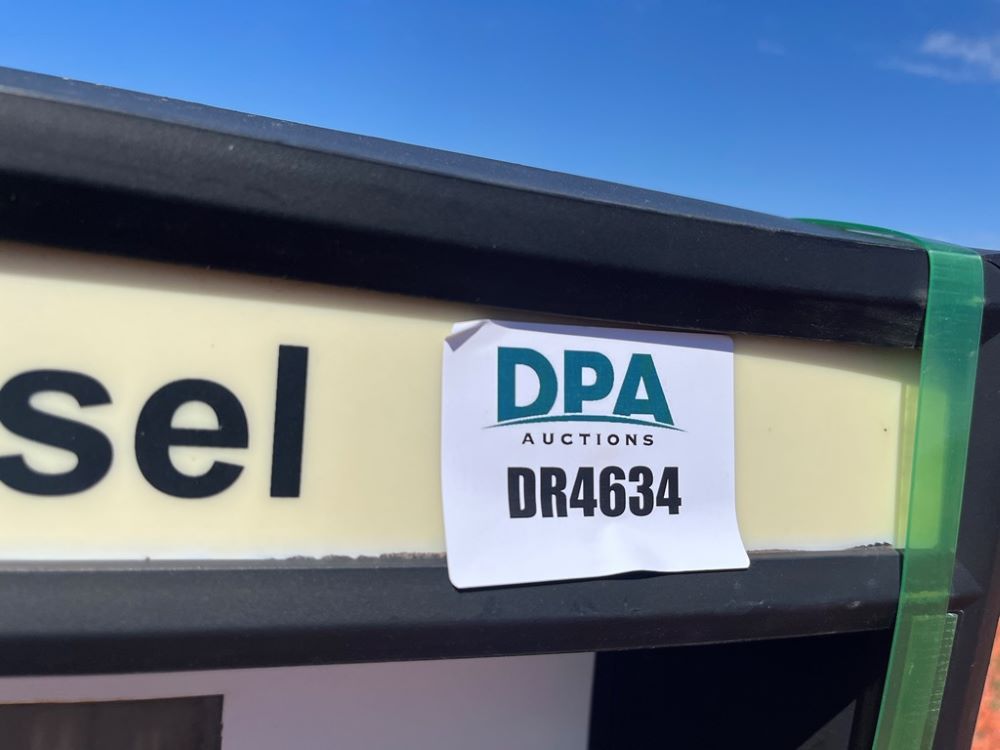 sel
DPA
AUCTIONS
DR4634